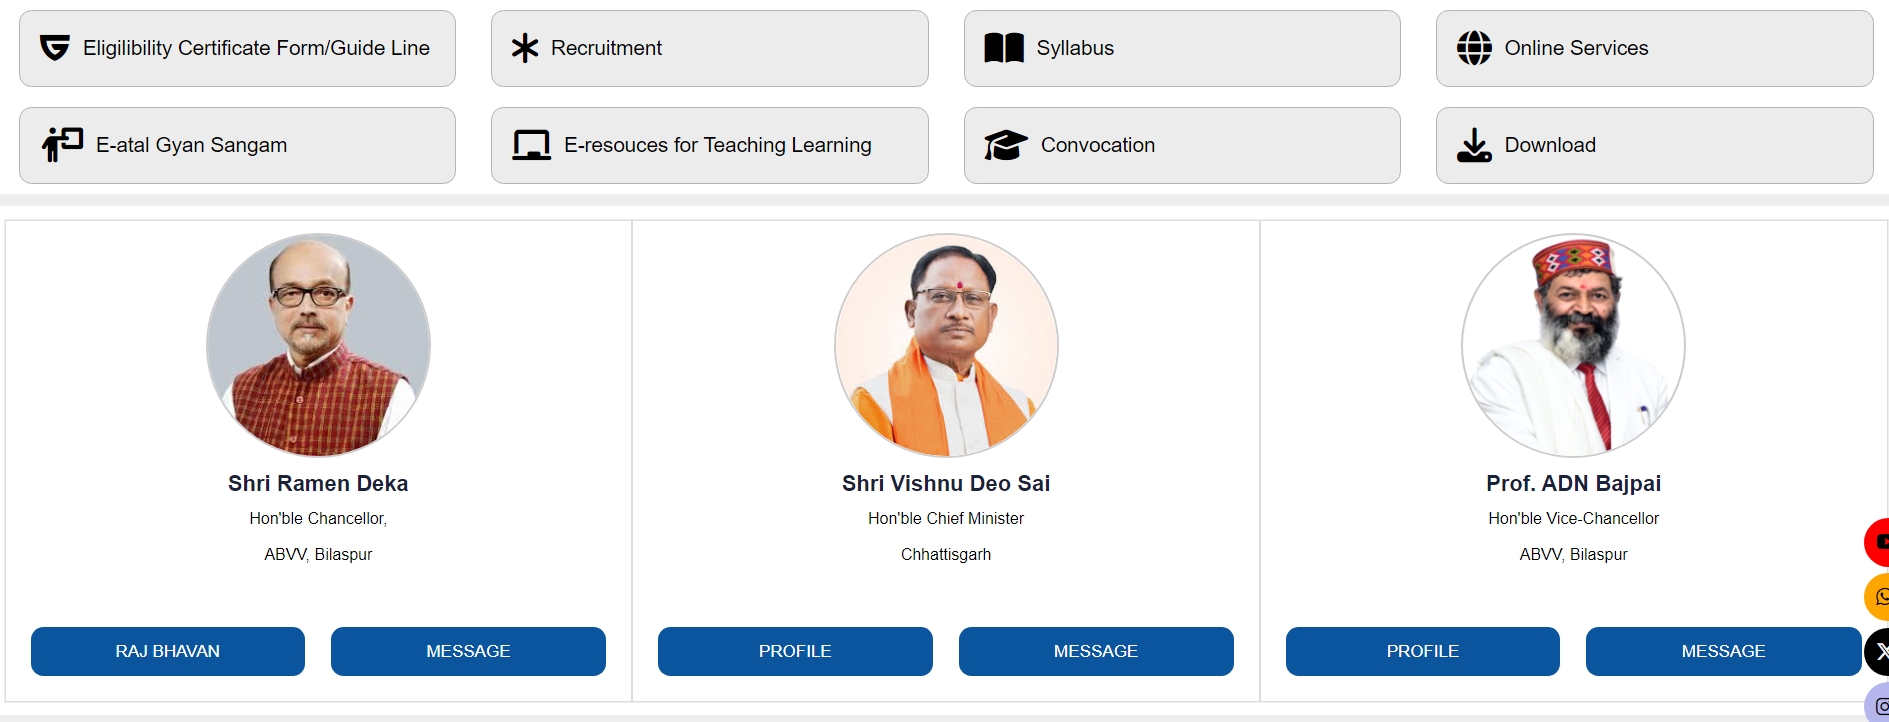 Eligilibility Certificate Form/Guide Line
Recruitment
Syllabus
Online Services
E-atal Gyan Sangam
E-resouces for Teaching Learning
Convocation
Download
Shri Ramen Deka
Hon'ble Chancellor,
ABVV, Bilaspur
RAJ BHAVAN
MESSAGE
Shri Vishnu Deo Sai
Hon'ble Chief Minister
Chhattisgarh
PROFILE
MESSAGE
Prof. ADN Bajpai
Hon'ble Vice-Chancellor
ABVV, Bilaspur
PROFILE
MESSAGE